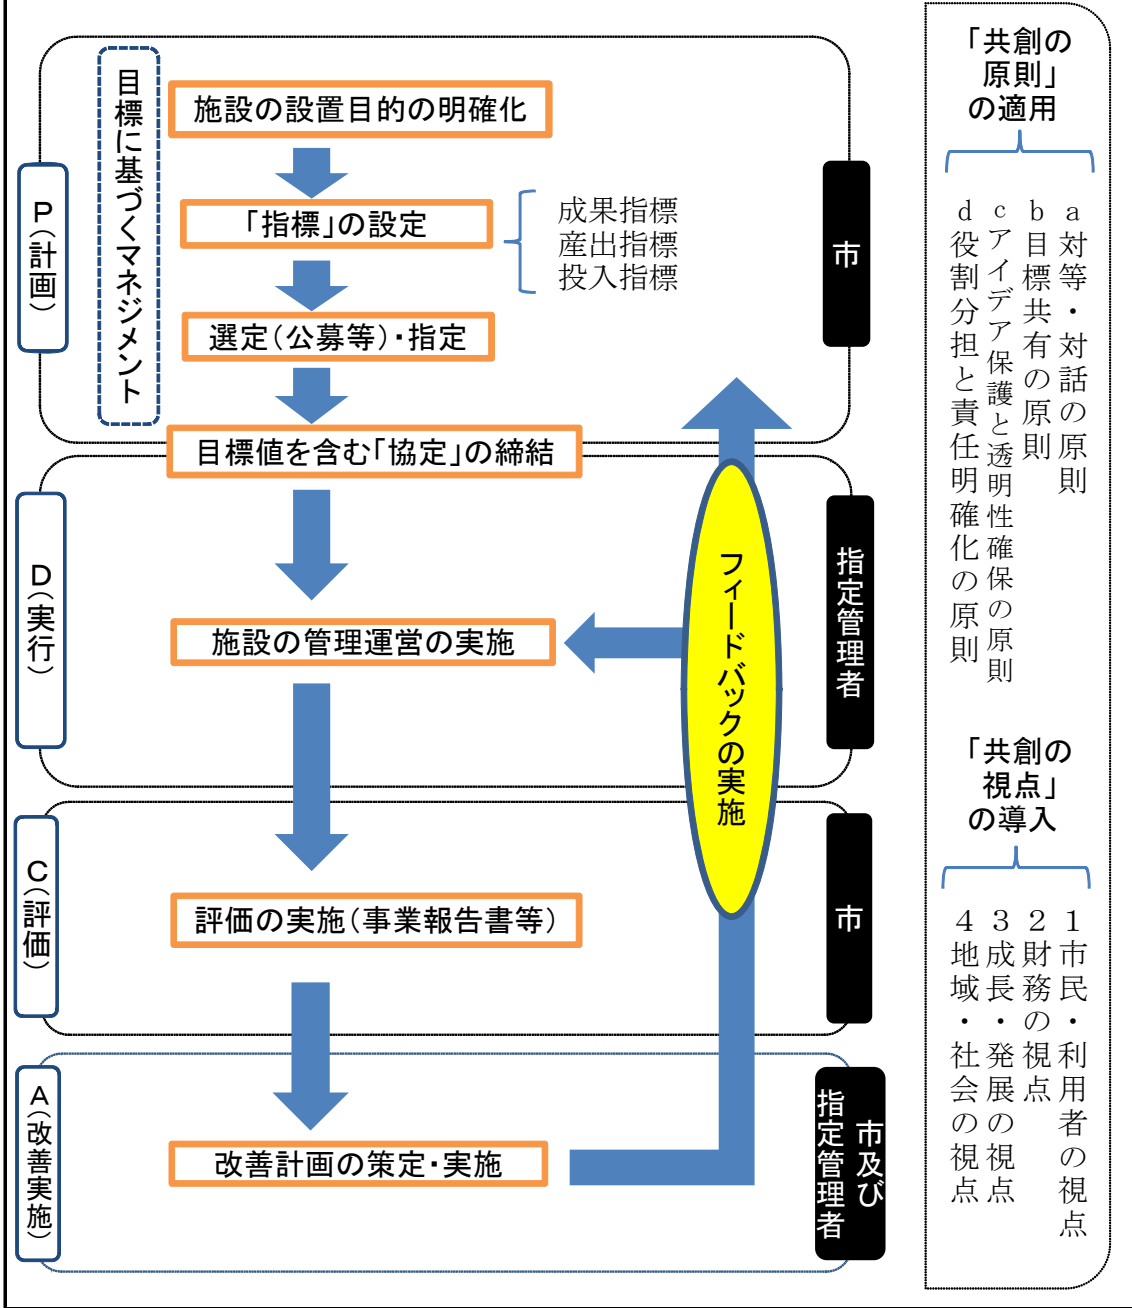 目標に基づくマネジメント
P(計画)
施設の設置目的の明確化
「指標」の設定
成果指標
産出指標
投入指標
選定(公募等)・指定
市
目標値を含む「協定」の締結
D(実行)
施設の管理運営の実施
指定管理者
フィードバックの実施
C(評価)
評価の実施(事業報告書等)
市
A(改善実施)
改善計画の策定・実施
市及び
指定管理者
「共創の
原則」
の適用
a対等・対話の原則
b目標共有の原則
cアイデア保護と透明性確保の原則
d役割分担と責任明確化の原則
「共創の
視点」
の導入
1市民・利用者の視点
2財務の視点
3成長・発展の視点
4地域・社会の視点